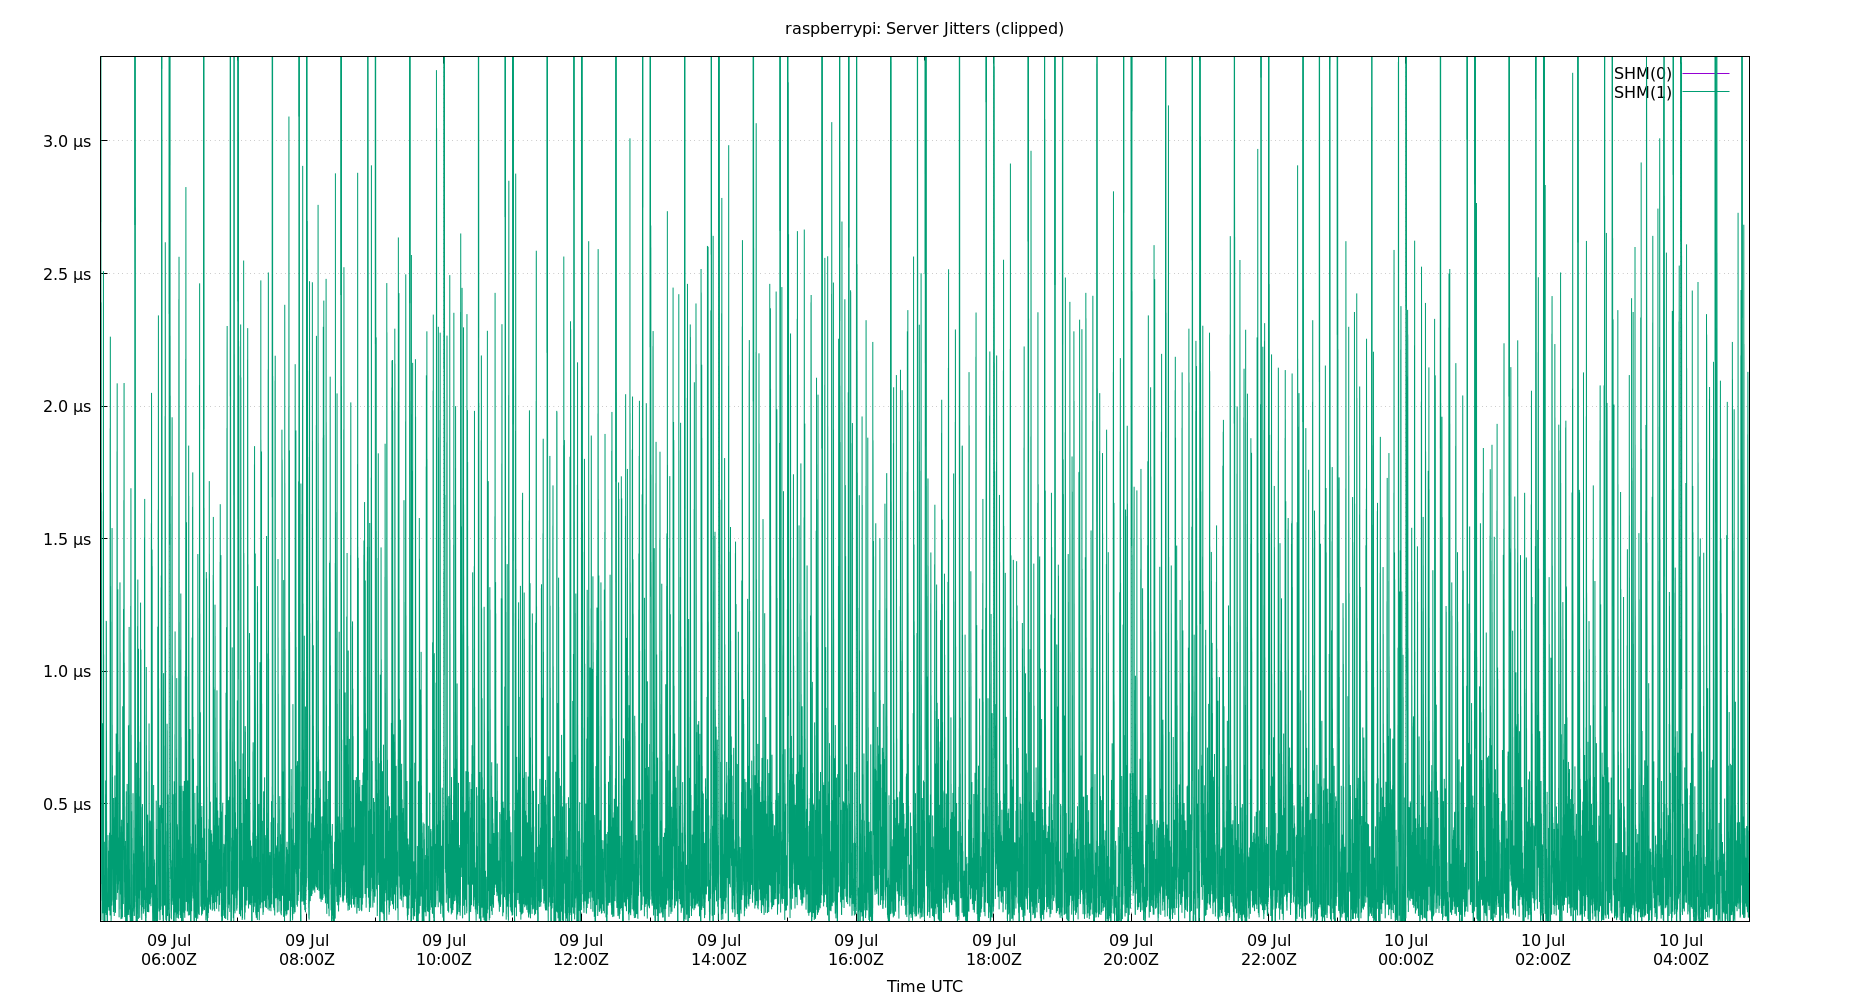 raspberrypi: Server Jitters (clipped)
SHM(0)
SHM(1)
3.0 µs
2.5 µs
2.0 µs
1.5 µs
1.0 µs
0.5 µs
09 Jul 09 Jul 09 Jul 09 Jul 09 Jul 09 Jul 09 Jul 09 Jul 09 Jul 10 Jul 10 Jul 10 Jul
06:00Z 08:00Z 10:00Z 12:00Z 14:00Z 16:00Z 18:00Z 20:00Z 22:00Z 00:00Z 02:00Z 04:00Z
Time UTC